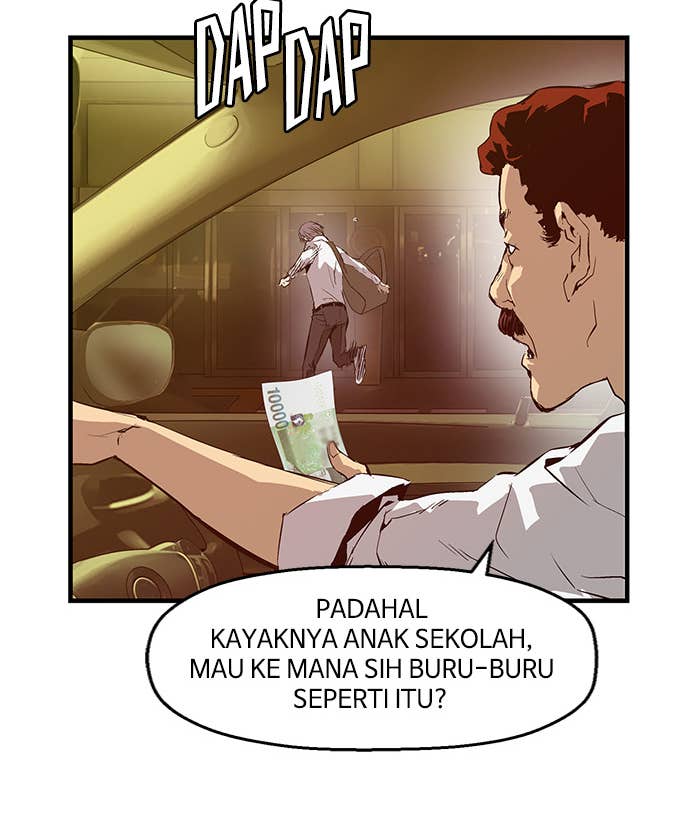 DAP DAP
10000
PADAHAL
KAYAKNYA ANAK SEKOLAH,
MAU KE MANA SIH BURU-BURU
SEPERTI ITU?